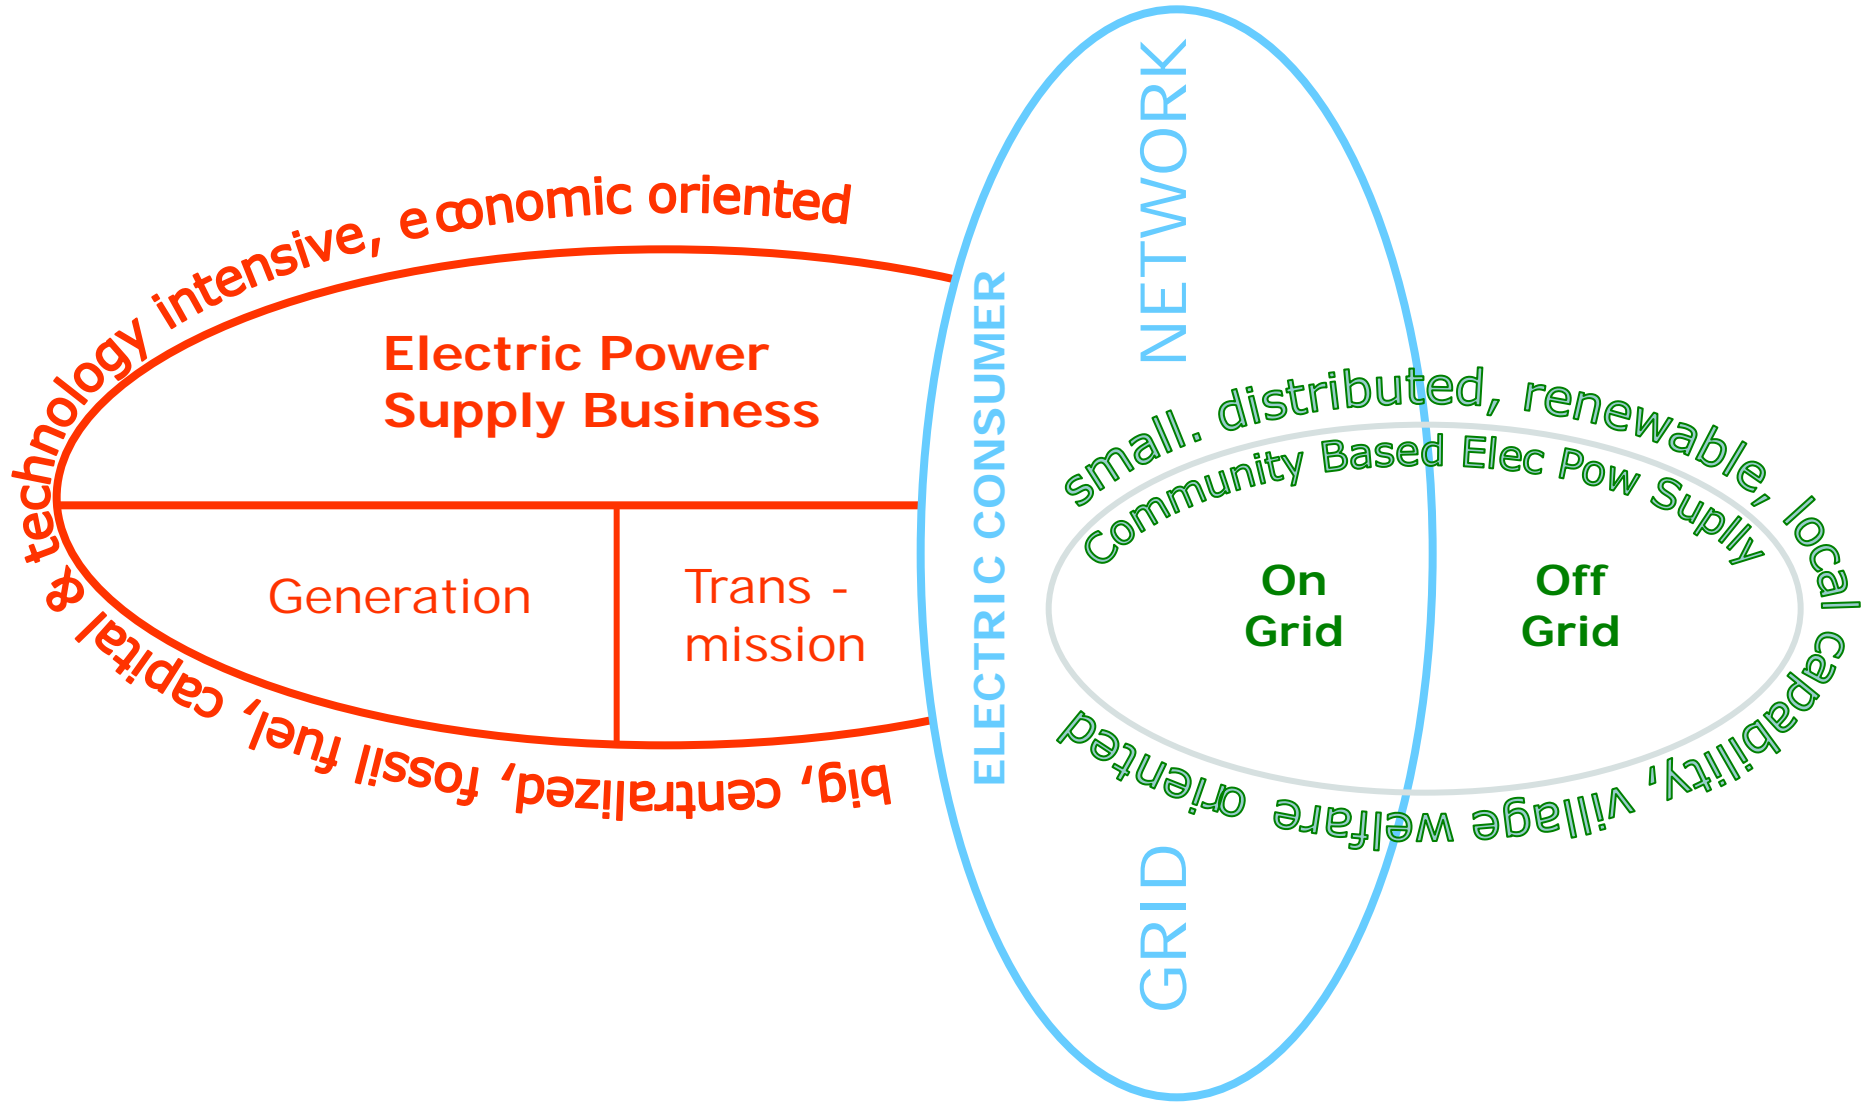 big, centralized, fossil fuel, capital & technology intensive, economic oriented
Electric Power
Supply Business
Generation
Trans -
mission
ELECTRIC CONSUMER
GRID NETWORK
small. distributed, renewable, local capability, village welfare oriented
Community Based Elec Pow Suplly
On
Grid
Off
Grid